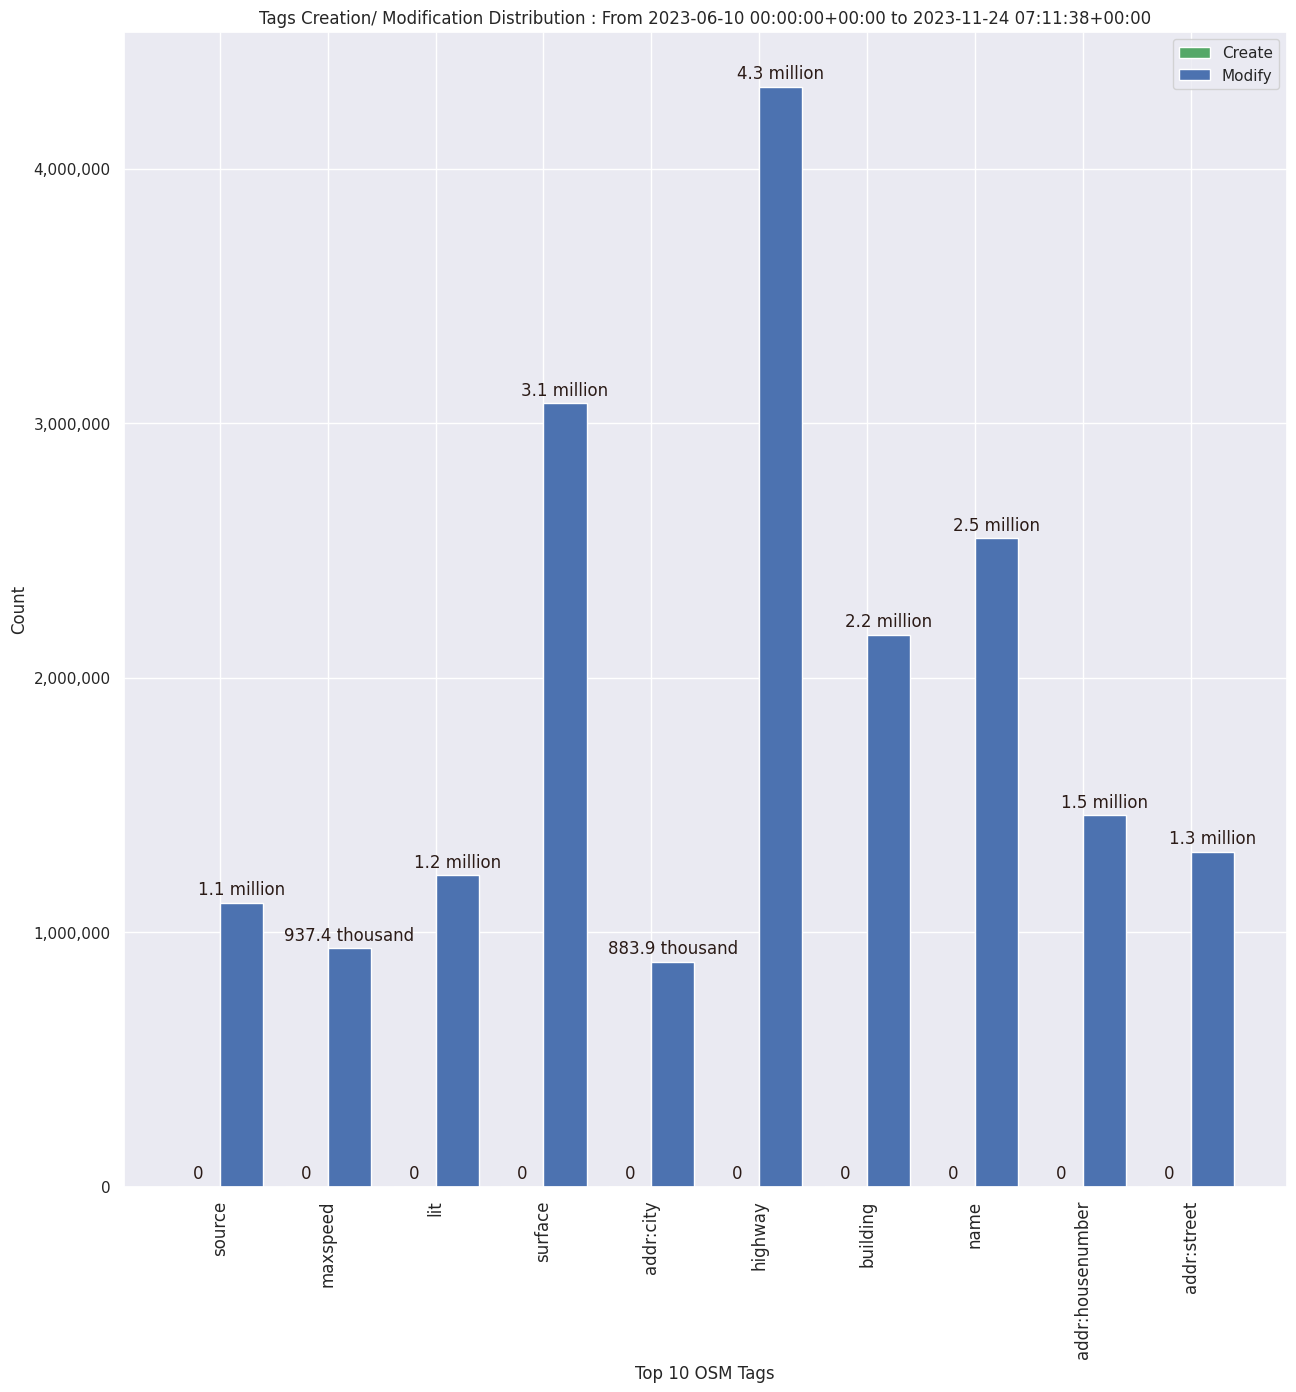 Tags Creation/ Modification Distribution : From 2023-06-10 00:00:00+00:00 to 2023-11-24 07:11:38+00:00
Create
Modify
4.3 million
4,000,000
3.1 million
3,000,000
2.5 million
2.2 million
2,000,000
1.5 million
1.3 million
1.2 million
1.1 million
937.4 thousand
883.9 thousand
1,000,000
0 0 0 0 0 0 0 0 0 0
0
Count
source
maxspeed
lit
surface
addr:city
highway
building
name
addr:housenumber
addr:street
Top 10 OSM Tags